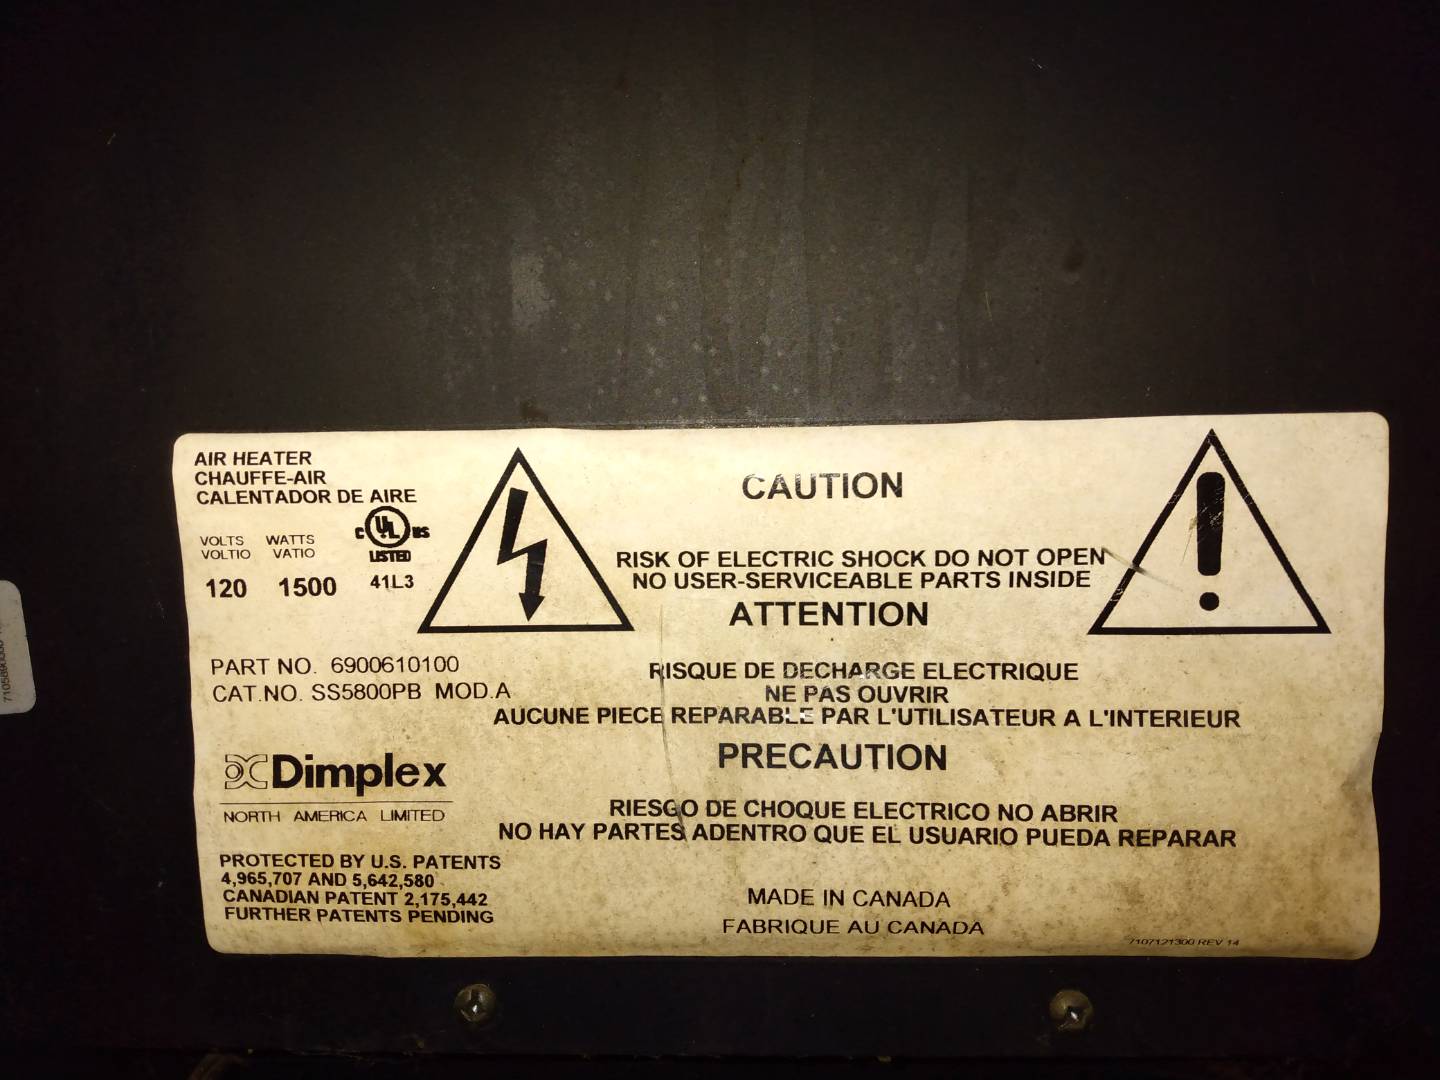 AIR HEATER
CHAUFFE-AIR
CALENTADOR DE AIRE
VOLTS WATTS
VOLTIO VATIO
120 1500
C UL US
LISTED
41L3
PART NO. 6900610100
CAT.NO. SS5800PB MOD.A
Dimplex
NORTH AMERICA LIMITED
PROTECTED BY U.S. PATENTS
4,965,707 AND 5,642,580
CANADIAN PATENT 2,175,442
FURTHER PATENTS PENDING
CAUTION
RISK OF ELECTRIC SHOCK DO NOT OPEN
NO USER-SERVICEABLE PARTS INSIDE
ATTENTION
RISQUE DE DECHARGE ELECTRIQUE
NE PAS OUVRIR
AUCUNE PIECE REPARABLE PAR L'UTILISATEUR A L'INTERIEUR
PRECAUTION
RIESGO DE CHOQUE ELECTRICO NO ABRIR
NO HAY PARTES ADENTRO QUE EL USUARIO PUEDA REPARAR
MADE IN CANADA
FABRIQUE AU CANADA
7107121300 REV 14